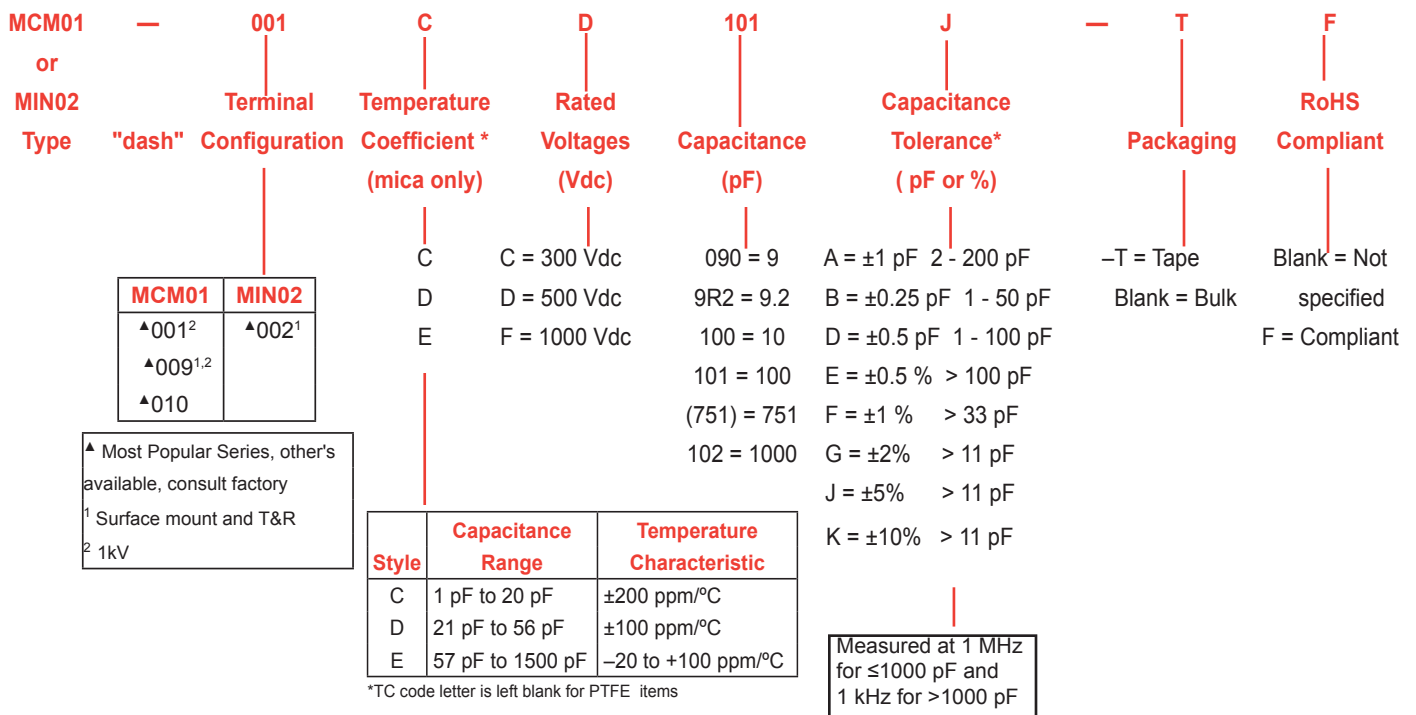 MCM01 — 001 C D 101 J — T F
or
MIN02 Terminal Temperature Rated Capacitance RoHS
Type "dash" Configuration Coefficient * Voltages Capacitance Tolerance* Packaging Compliant
(mica only) (Vdc) (pF) ( pF or %)
C C = 300 Vdc 090 = 9 A = ±1 pF 2 - 200 pF –T = Tape Blank = Not
D D = 500 Vdc 9R2 = 9.2 B = ±0.25 pF 1 - 50 pF Blank = Bulk specified
E F = 1000 Vdc 100 = 10 D = ±0.5 pF 1 - 100 pF F = Compliant
101 = 100 E = ±0.5 % > 100 pF
(751) = 751 F = ±1 % > 33 pF
102 = 1000 G = ±2% > 11 pF
J = ±5% > 11 pF
K = ±10% > 11 pF
MCM01 MIN02
▲001² ▲002¹
▲009¹,²
▲010
▲ Most Popular Series, other's
available, consult factory
¹ Surface mount and T&R
² 1kV
Capacitance Temperature
Style Range Characteristic
C 1 pF to 20 pF ±200 ppm/ºC
D 21 pF to 56 pF ±100 ppm/ºC
E 57 pF to 1500 pF –20 to +100 ppm/ºC
*TC code letter is left blank for PTFE items
Measured at 1 MHz
for ≤1000 pF and
1 kHz for >1000 pF